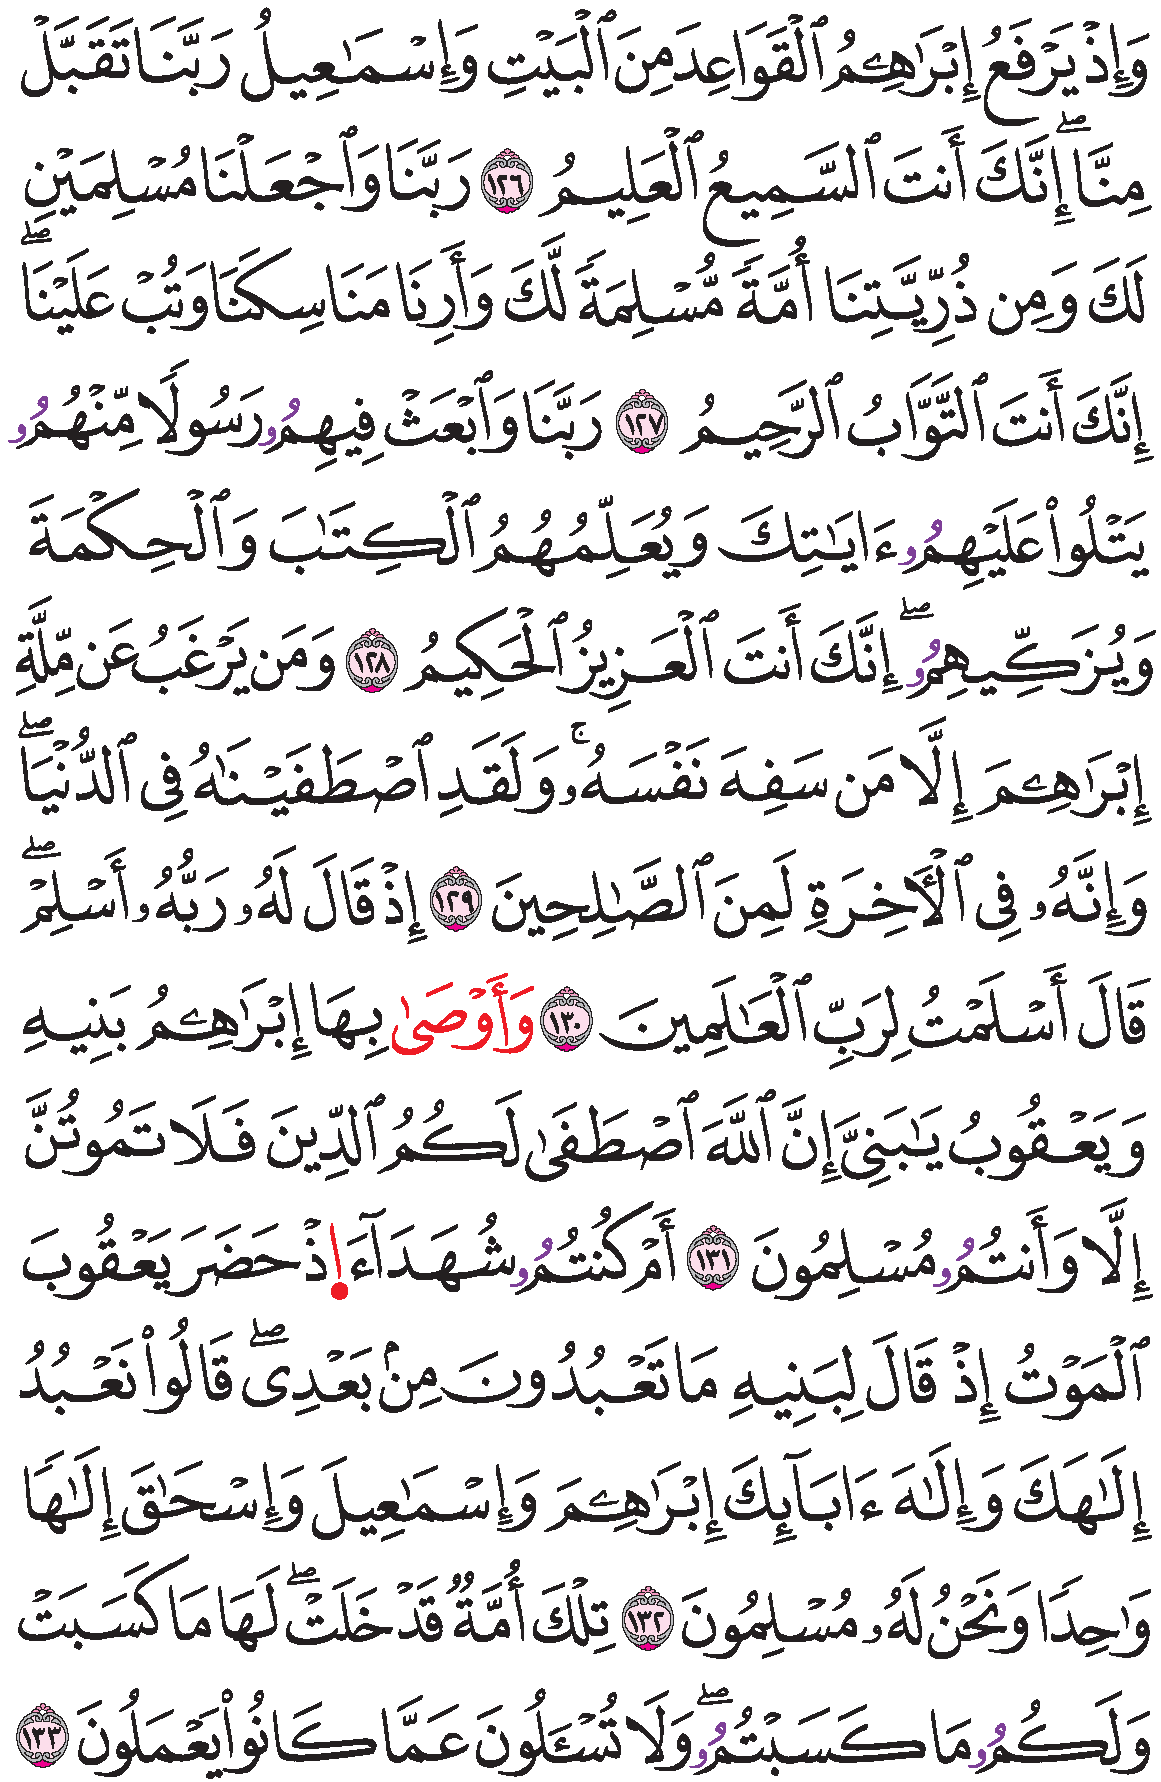 وَإِذْ يَرْفَعُ إِبْرَٰهِـۧمُ ٱلْقَوَاعِدَ مِنَ ٱلْبَيْتِ وَإِسْمَٰعِيلُ رَبَّنَا تَقَبَّلْ
مِنَّاۖ إِنَّكَ أَنتَ ٱلسَّمِيعُ ٱلْعَلِيمُ ١٢٦ رَبَّنَا وَٱجْعَلْنَا مُسْلِمَيْنِ
لَكَ وَمِن ذُرِّيَّتِنَا أُمَّةً مُّسْلِمَةً لَّكَ وَأَرِنَا مَنَاسِكَنَا وَتُبْ عَلَيْنَاۖ
إِنَّكَ أَنتَ ٱلتَّوَّابُ ٱلرَّحِيمُ ١٢٧ رَبَّنَا وَٱبْعَثْ فِيهِمُۥ رَسُولًا مِّنْهُمُۥ
يَتْلُواْ عَلَيْهِمُۥ ءَايَٰتِكَ وَيُعَلِّمُهُمُ ٱلْكِتَٰبَ وَٱلْحِكْمَةَ
وَيُزَكِّيهِمُۥۖ إِنَّكَ أَنتَ ٱلْعَزِيزُ ٱلْحَكِيمُ ١٢٨ وَمَن يَرْغَبُ عَن مِّلَّةِ
إِبْرَٰهِـۧمَ إِلَّا مَن سَفِهَ نَفْسَهُۥۚ وَلَقَدِ ٱصْطَفَيْنَٰهُ فِي ٱلدُّنْيَاۖ
وَإِنَّهُۥ فِي ٱلْأٓخِرَةِ لَمِنَ ٱلصَّٰلِحِينَ ١٢٩ إِذْ قَالَ لَهُۥ رَبُّهُۥ أَسْلِمْۖ
قَالَ أَسْلَمْتُ لِرَبِّ ٱلْعَٰلَمِينَ ١٣٠ وَأَوْصَىٰ بِهَا إِبْرَٰهِـۧمُ بَنِيهِ
وَيَعْقُوبُ يَٰبَنِيَّ إِنَّ ٱللَّهَ ٱصْطَفَىٰ لَكُمُ ٱلدِّينَ فَلَا تَمُوتُنَّ
إِلَّا وَأَنتُمُۥ مُسْلِمُونَ ١٣١ أَمْ كُنتُمُۥ شُهَدَآءَ ا۪ذْ حَضَرَ يَعْقُوبَ
ٱلْمَوْتُ إِذْ قَالَ لِبَنِيهِ مَا تَعْبُدُونَ مِنۢ بَعْدِيۖ قَالُواْ نَعْبُدُ
إِلَٰهَكَ وَإِلَٰهَ ءَابَآئِكَ إِبْرَٰهِـۧمَ وَإِسْمَٰعِيلَ وَإِسْحَٰقَ إِلَٰهًا
وَٰحِدًا وَنَحْنُ لَهُۥ مُسْلِمُونَ ١٣٢ تِلْكَ أُمَّةٌ قَدْ خَلَتْۖ لَهَا مَا كَسَبَتْ
وَلَكُمُۥ مَا كَسَبْتُمُۥۖ وَلَا تُسْـَٔلُونَ عَمَّا كَانُواْ يَعْمَلُونَ ١٣٣